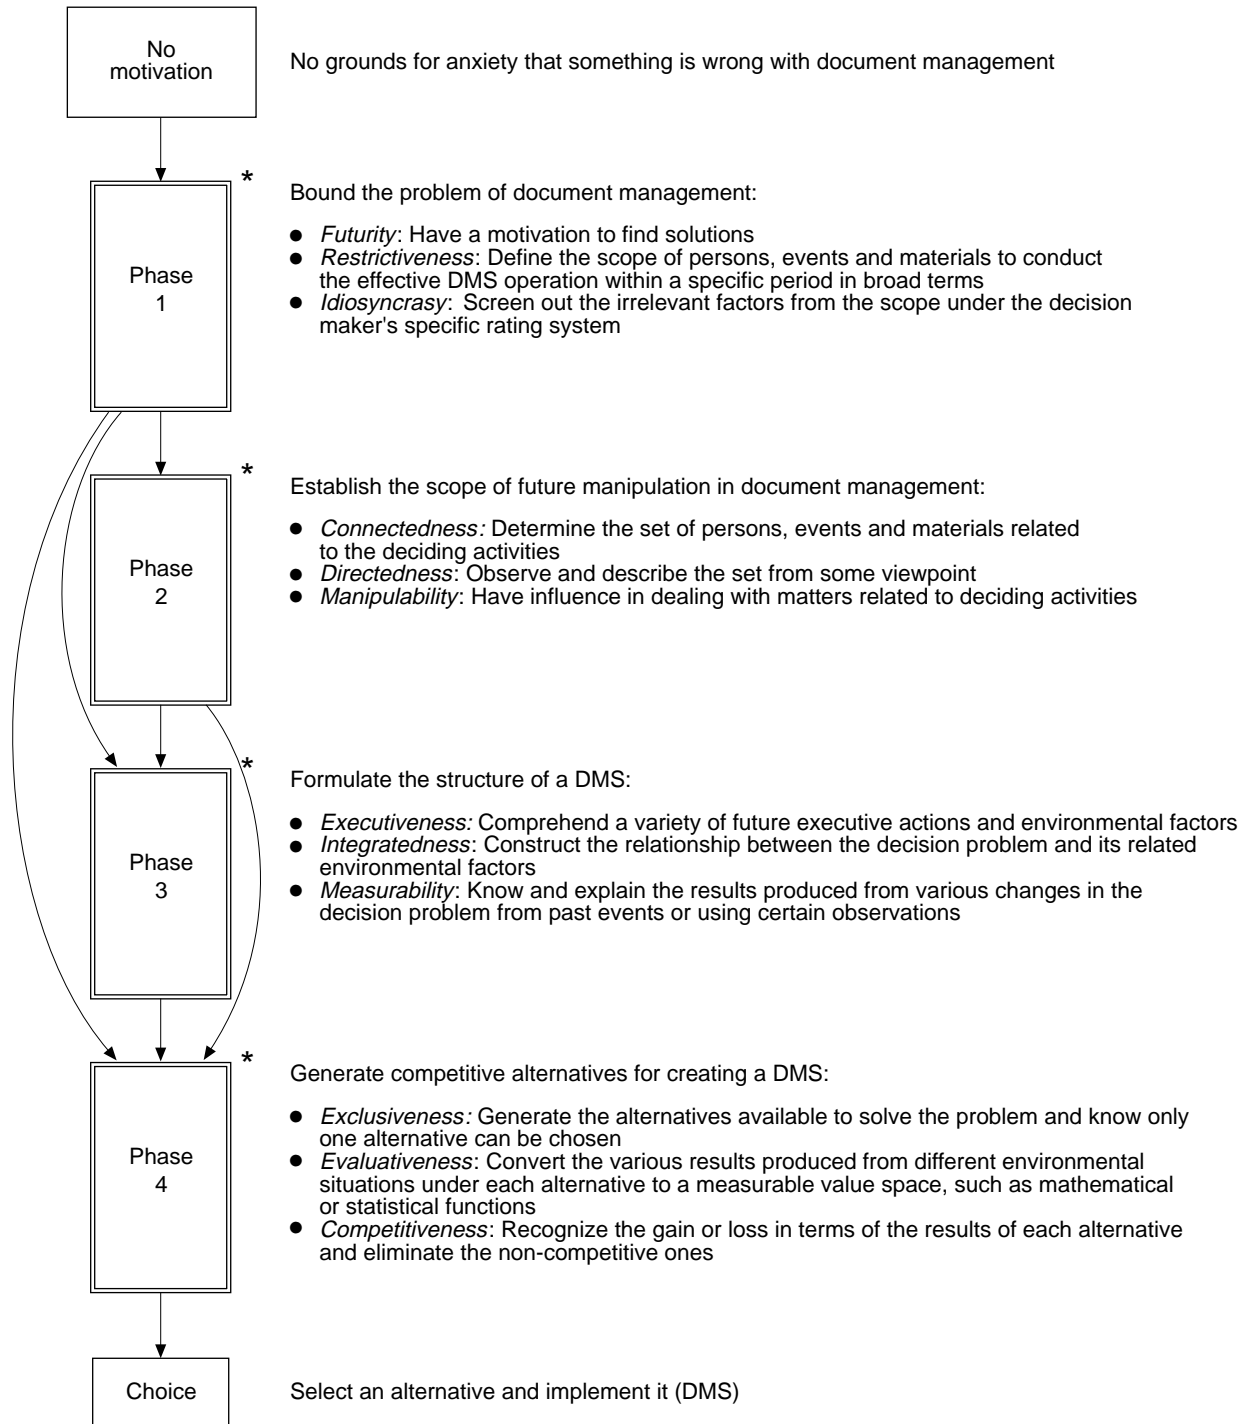 No
motivation
No grounds for anxiety that something is wrong with document management
*
Bound the problem of document management:
Phase
1
● Futurity: Have a motivation to find solutions
● Restrictiveness: Define the scope of persons, events and materials to conduct
the effective DMS operation within a specific period in broad terms
● Idiosyncrasy: Screen out the irrelevant factors from the scope under the decision
maker's specific rating system
*
Establish the scope of future manipulation in document management:
Phase
2
● Connectedness: Determine the set of persons, events and materials related
to the deciding activities
● Directedness: Observe and describe the set from some viewpoint
● Manipulability: Have influence in dealing with matters related to deciding activities
*
Formulate the structure of a DMS:
Phase
3
● Executiveness: Comprehend a variety of future executive actions and environmental factors
● Integratedness: Construct the relationship between the decision problem and its related
environmental factors
● Measurability: Know and explain the results produced from various changes in the
decision problem from past events or using certain observations
*
Generate competitive alternatives for creating a DMS:
Phase
4
● Exclusiveness: Generate the alternatives available to solve the problem and know only
one alternative can be chosen
● Evaluativeness: Convert the various results produced from different environmental
situations under each alternative to a measurable value space, such as mathematical
or statistical functions
● Competitiveness: Recognize the gain or loss in terms of the results of each alternative
and eliminate the non-competitive ones
Choice
Select an alternative and implement it (DMS)